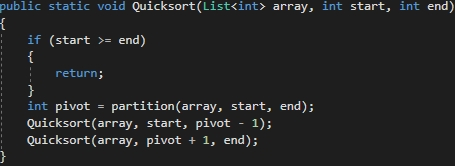 public static void Quicksort(List<int> array, int start, int end)
{
if (start >= end)
{
return;
}
int pivot = partition(array, start, end);
Quicksort(array, start, pivot - 1);
Quicksort(array, pivot + 1, end);
}